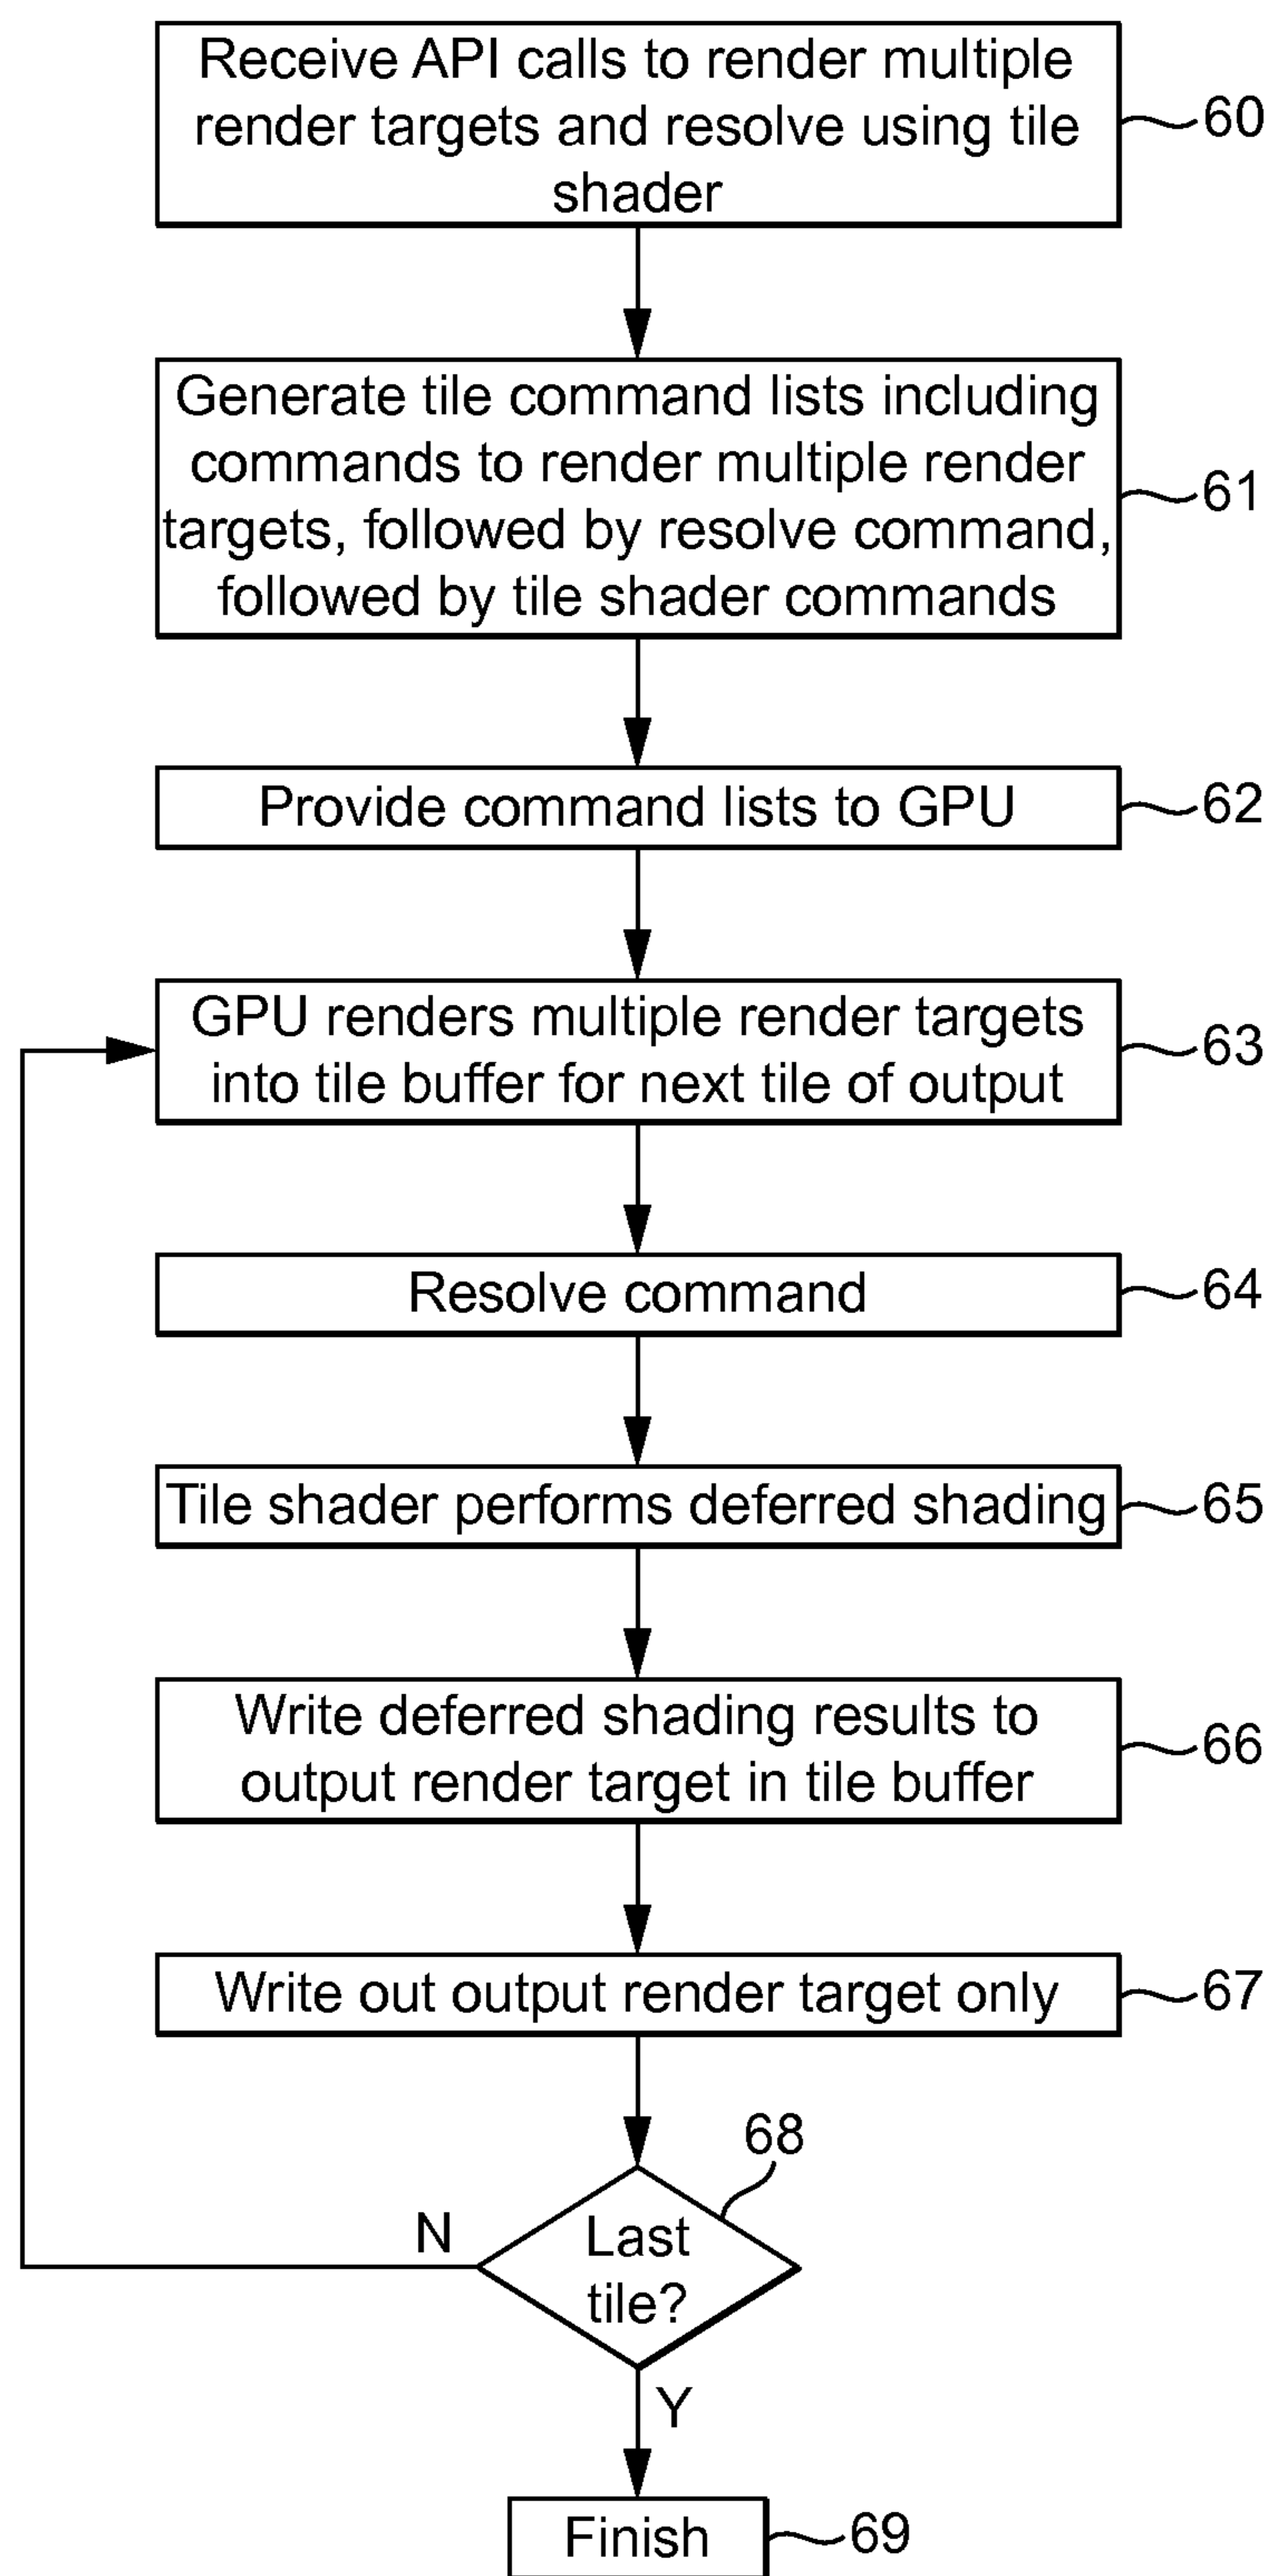 Receive API calls to render multiple
render targets and resolve using tile
shader
60
Generate tile command lists including
commands to render multiple render
targets, followed by resolve command,
followed by tile shader commands
61
Provide command lists to GPU
62
GPU renders multiple render targets
into tile buffer for next tile of output
63
Resolve command
64
Tile shader performs deferred shading
65
Write deferred shading results to
output render target in tile buffer
66
Write out output render target only
67
68
Last
tile?
N
Y
Finish
69